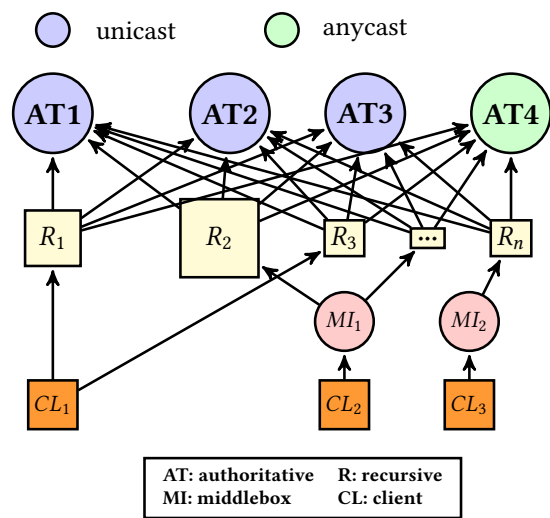 unicast anycast
AT1 AT2 AT3 AT4
R₁ R₂ R₃ ... Rₙ
MI₁ MI₂
CL₁ CL₂ CL₃
AT: authoritative R: recursive
MI: middlebox CL: client